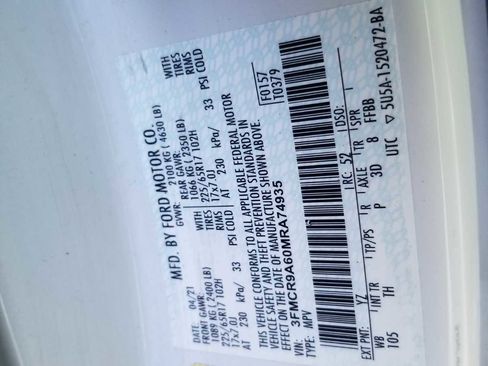 MFD. BY FORD MOTOR CO.
DATE: 04/21 GVWR: 2100 KG ( 4630 LB)
FRONT GAWR: REAR GAWR:
1089 KG (2400 LB) 1066 KG ( 2350 LB) WITH
225/65R17 102H WITH TIRES 225/65R17 102H TIRES
17x7.0J RIMS 17x7.0J RIMS
AT 230 kPa/ 33 PSI COLD AT 230 kPa/ 33 PSI COLD
THIS VEHICLE CONFORMS TO ALL APPLICABLE FEDERAL MOTOR
VEHICLE SAFETY AND THEFT PREVENTION STANDARDS IN
EFFECT ON THE DATE OF MANUFACTURE SHOWN ABOVE.
VIN: 3FMCR9A60MRA74935 F0157
TYPE: MPV T0379
EXT PNT: YZ RC: 52 DSO:
WB INT TR TP/PS R AXLE TR SPR
105 TH P 3D 8 FFBB
UTC ▽ 5U5A-1520472-BA